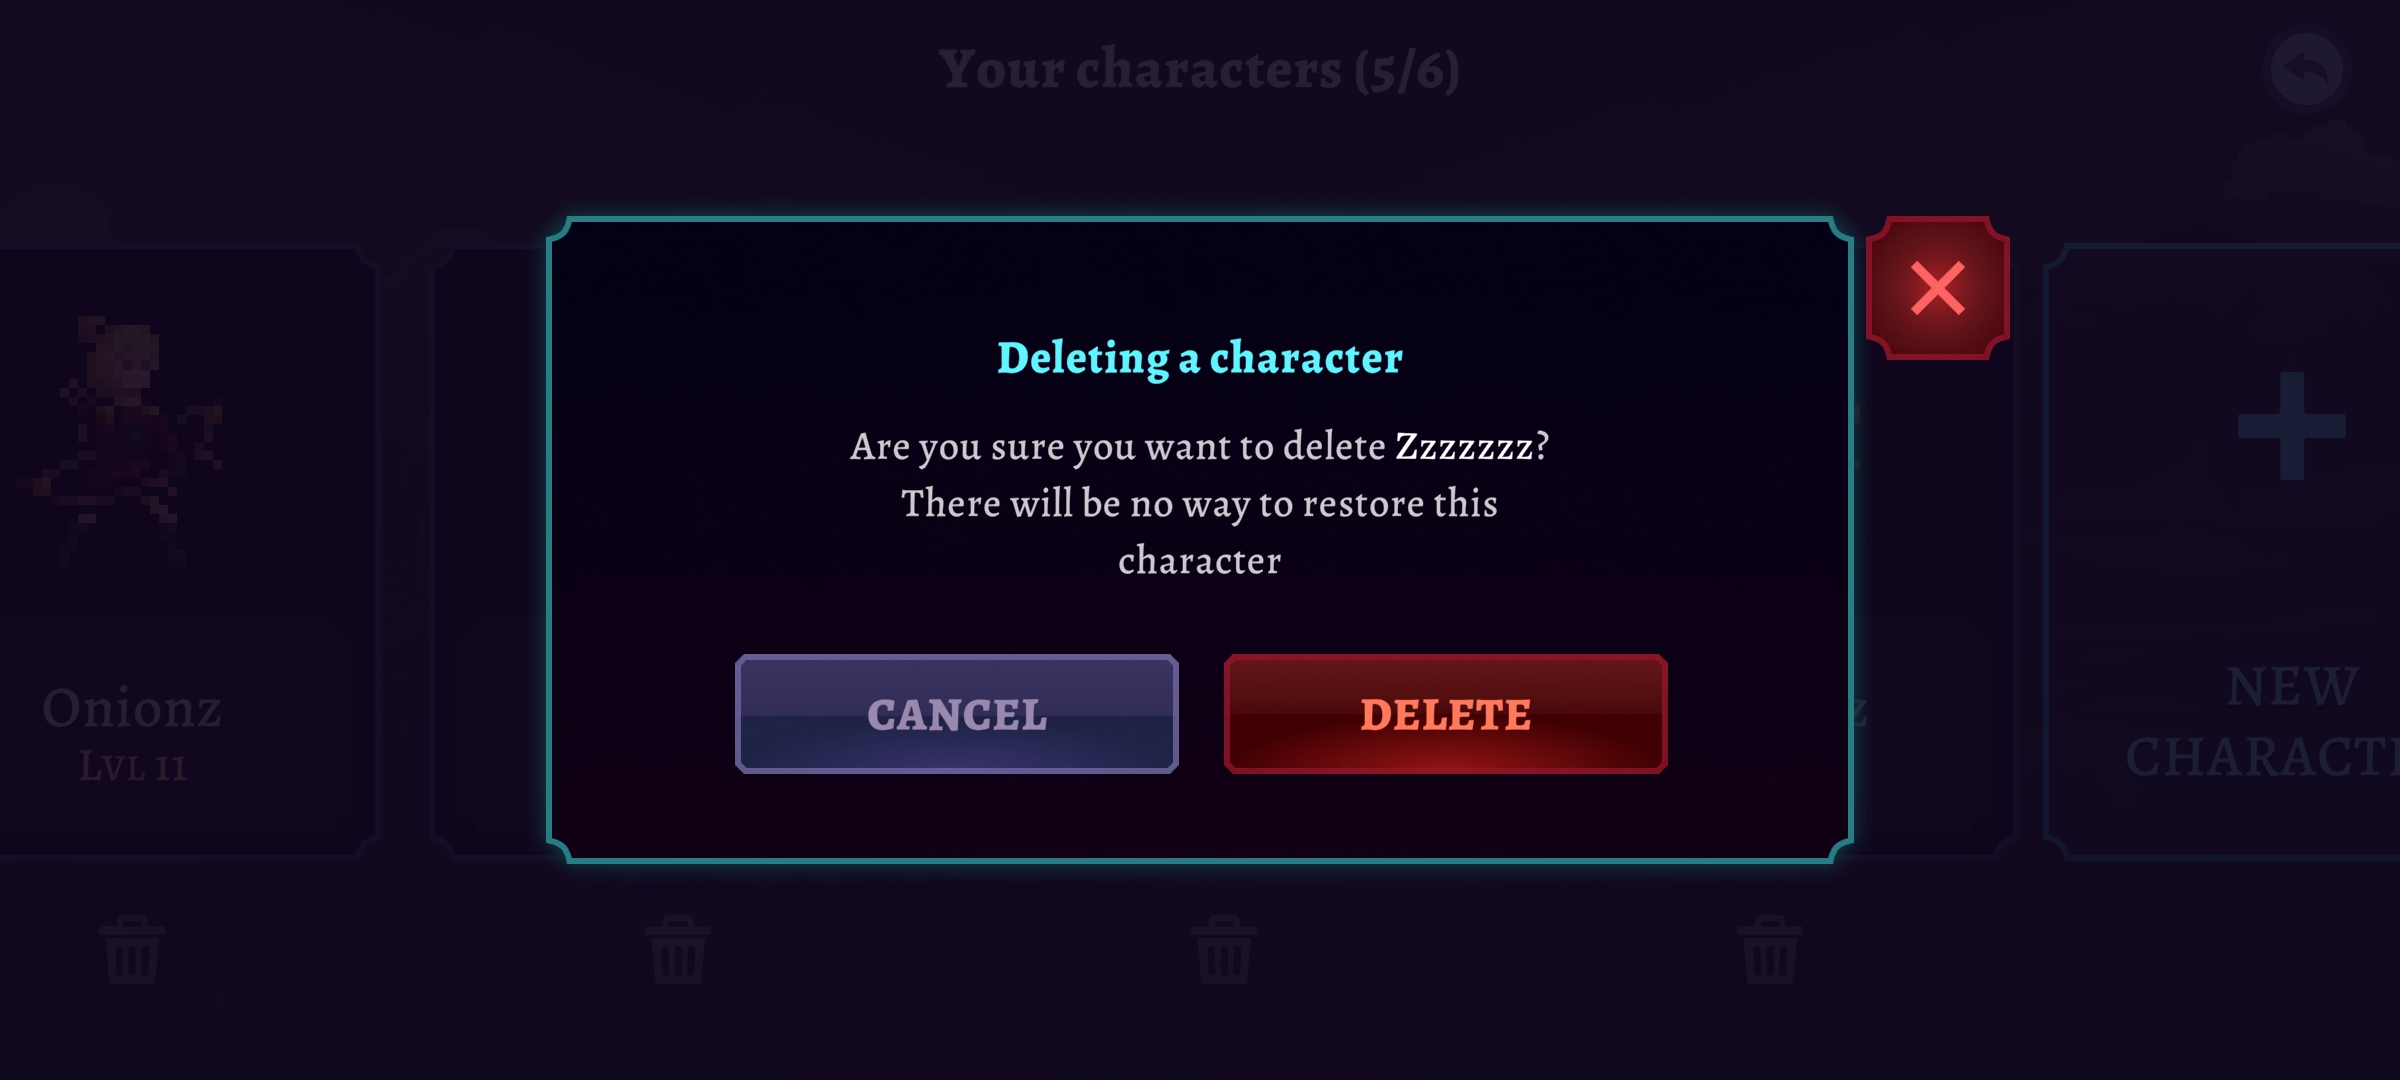 Your characters (5/6)
Deleting a character
Are you sure you want to delete Zzzzzzz?
There will be no way to restore this
character
CANCEL
DELETE
Onionz
LVL 11
NEW